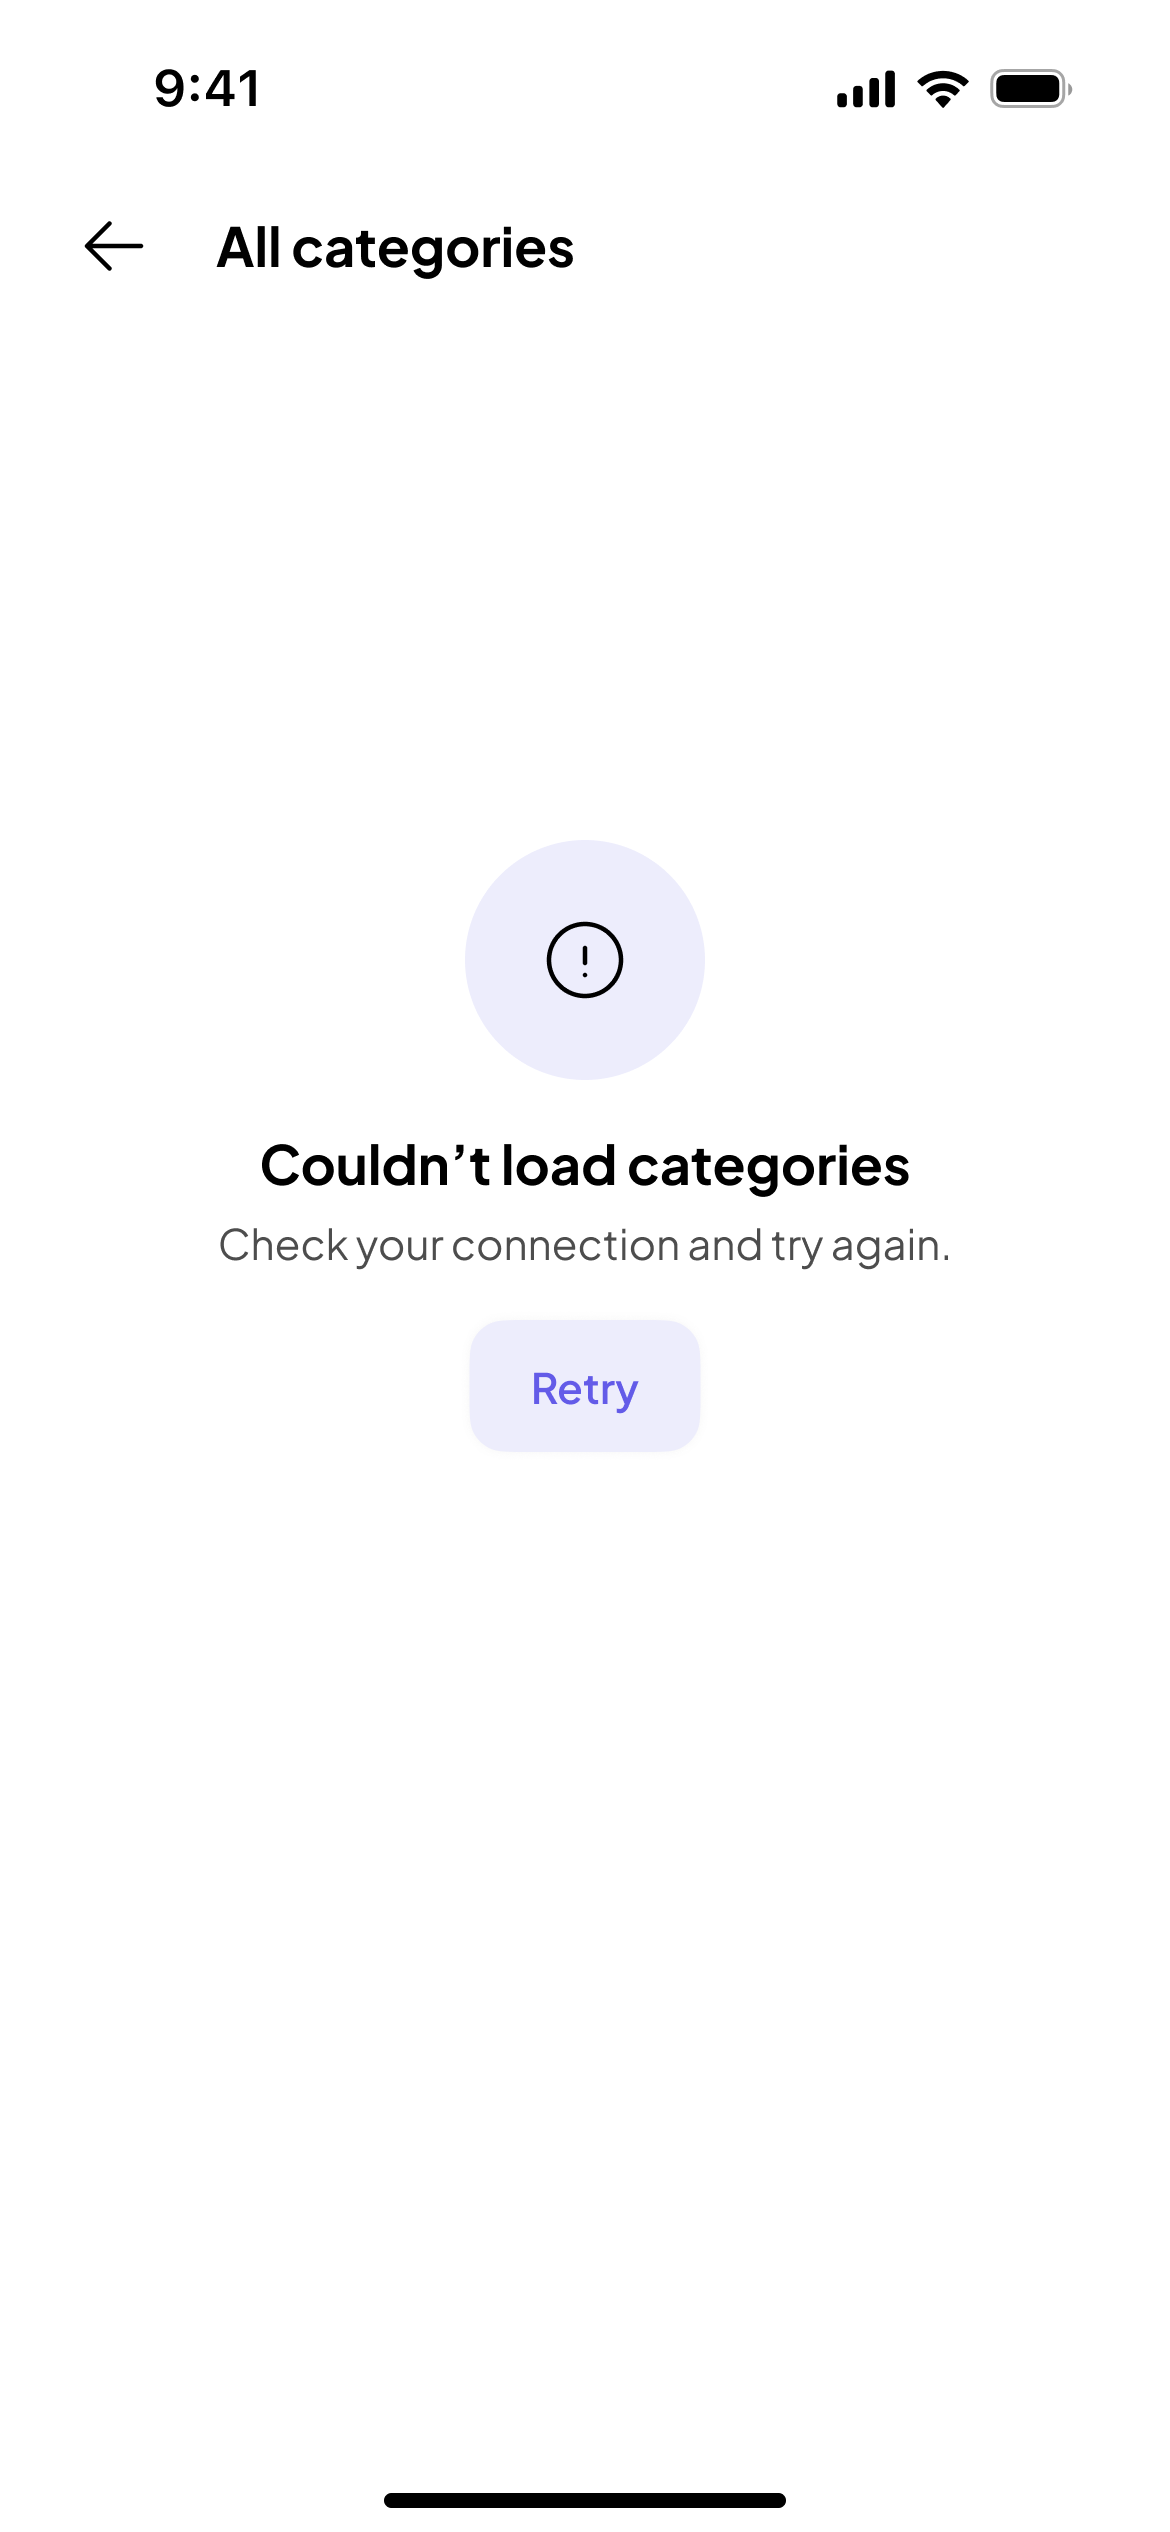 9:41
All categories
Couldn’t load categories
Check your connection and try again.
Retry